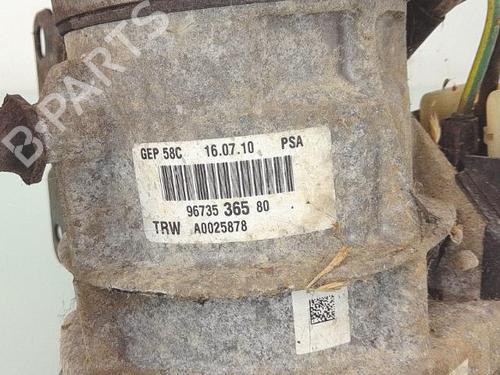 B-PARTS
GEP 58C 16.07.10 PSA
96735 365 80
TRW A0025878